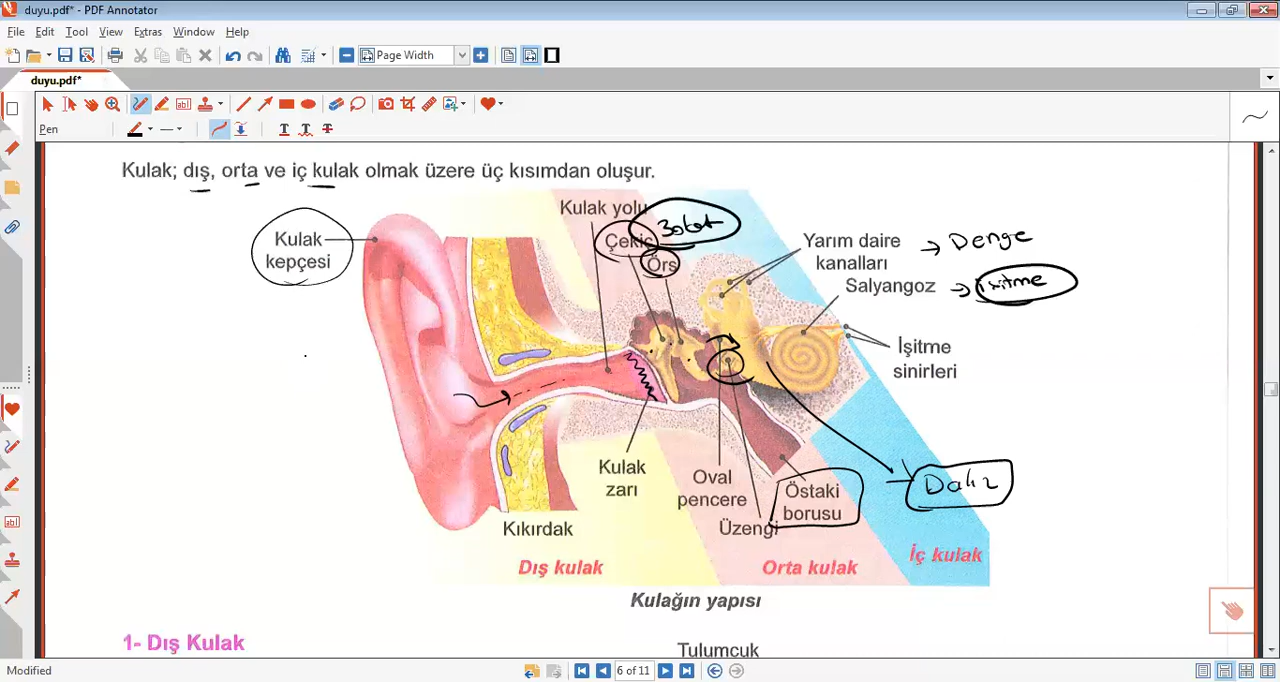 duyu.pdf* - PDF Annotator
File Edit Tool View Extras Window Help
Page Width
duyu.pdf*
Pen
Kulak; dış, orta ve iç kulak olmak üzere üç kısımdan oluşur.
Kulak yolu
Kulak
kepçesi
Çekiç
Örs
Yarım daire
kanalları
Denge
Salyangoz
İşitme
İşitme
sinirleri
Kulak
zarı
Oval
pencere
Östaki
borusu
Üzengi
Daliz
Kıkırdak
Dış kulak
Orta kulak
İç kulak
Kulağın yapısı
1- Dış Kulak
Tulumcuk
Modified
6 of 11